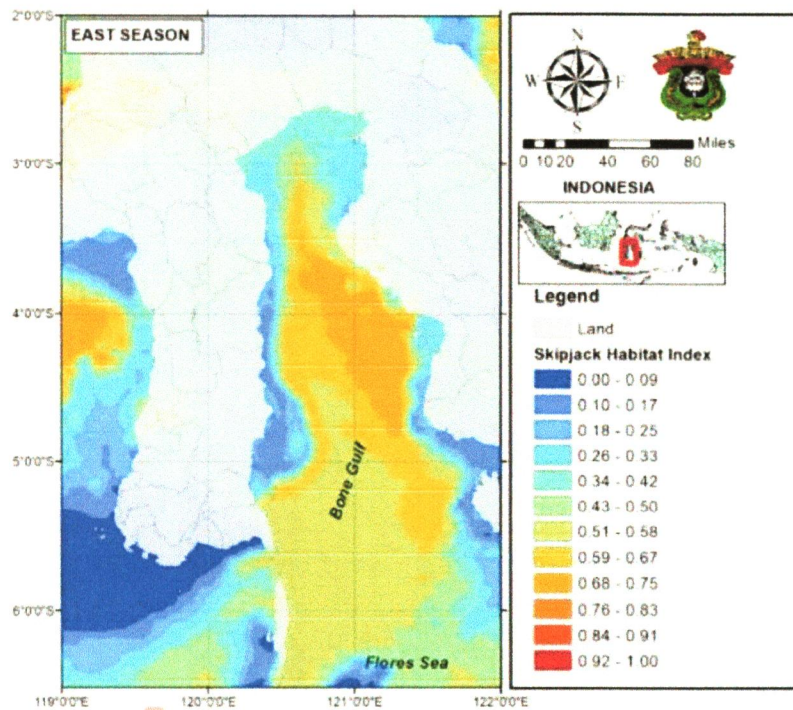 2°0'0"S
EAST SEASON
3°0'0"S
4°0'0"S
5°0'0"S
6°0'0"S
Bone Gulf
Flores Sea
119°0'0"E
120°0'0"E
121°0'0"E
122°0'0"E
N
W
E
S
Miles
0 10 20 40 60 80
INDONESIA
Legend
Land
Skipjack Habitat Index
0.00 - 0.09
0.10 - 0.17
0.18 - 0.25
0.26 - 0.33
0.34 - 0.42
0.43 - 0.50
0.51 - 0.58
0.59 - 0.67
0.68 - 0.75
0.76 - 0.83
0.84 - 0.91
0.92 - 1.00